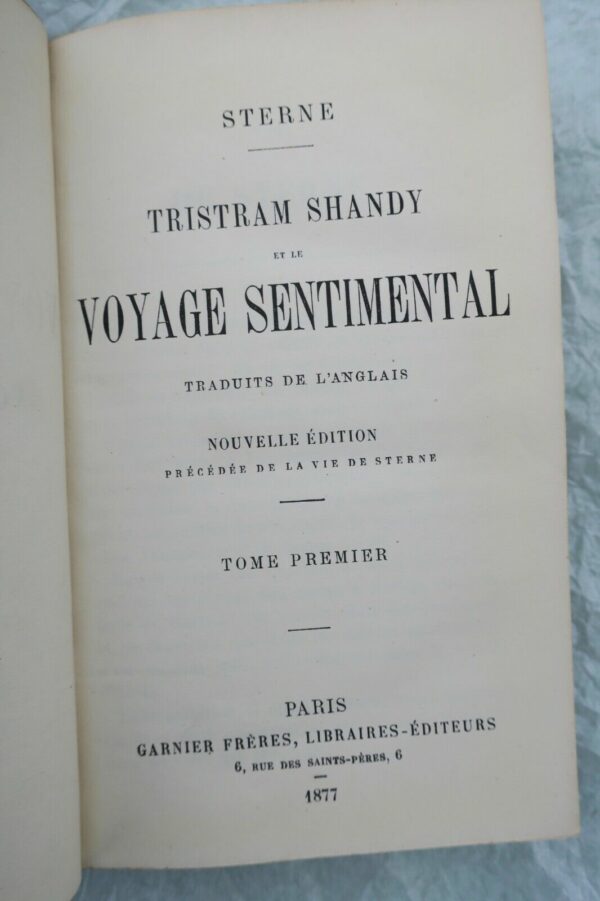 STERNE
TRISTRAM SHANDY
ET LE
VOYAGE SENTIMENTAL
TRADUITS DE L'ANGLAIS
NOUVELLE ÉDITION
PRÉCÉDÉE DE LA VIE DE STERNE
TOME PREMIER
PARIS
GARNIER FRÈRES, LIBRAIRES-ÉDITEURS
6, RUE DES SAINTS-PÈRES, 6
1877